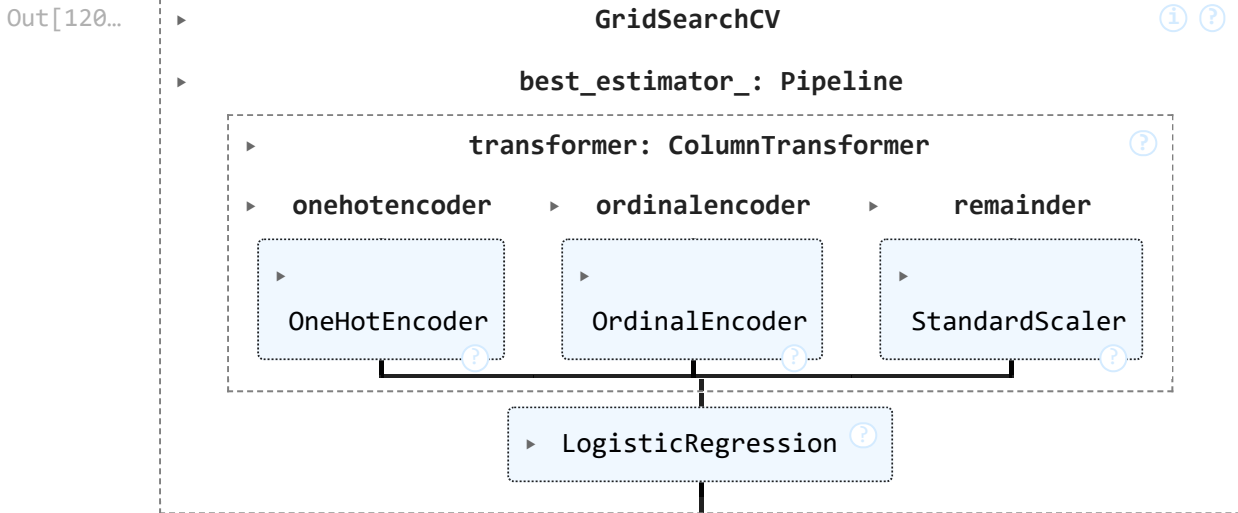 Out[120…
GridSearchCV i ?
best_estimator_: Pipeline
transformer: ColumnTransformer ?
onehotencoder ordinalencoder remainder
OneHotEncoder OrdinalEncoder StandardScaler
? ? ?
LogisticRegression ?